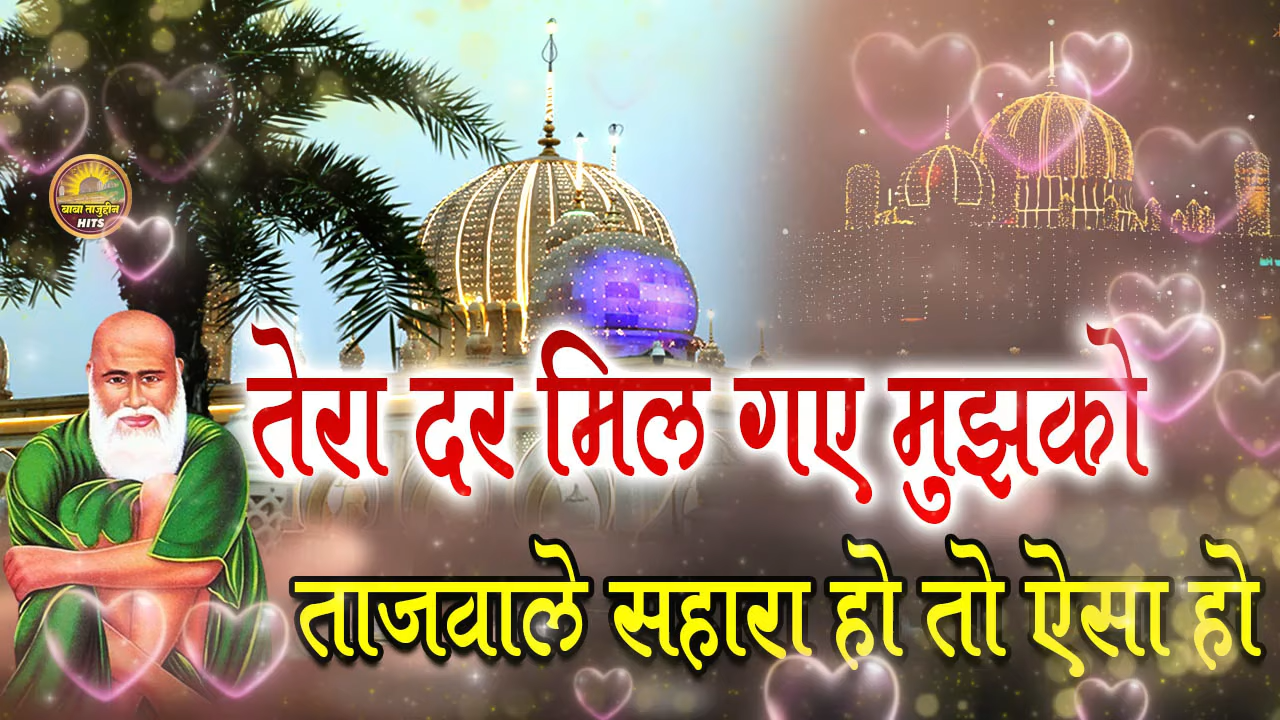 बाबा ताजुद्दीन
HITS
तेरा दर मिल गए मुझको
ताजवाले सहारा हो तो ऐसा हो